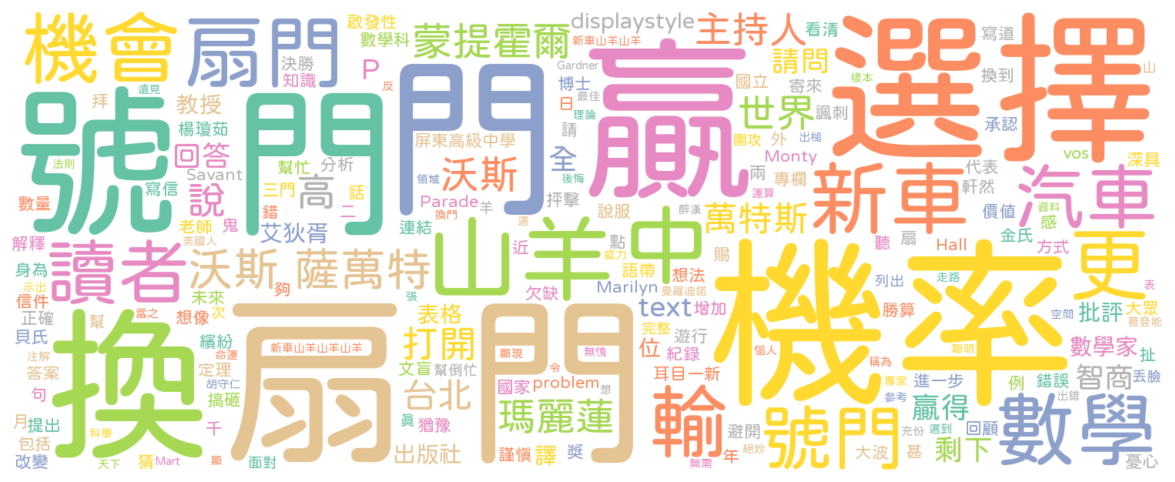 機會
扇門
啟發性
數學科
決勝
知識
P
遠見
蒙提霍爾
displaystyle
新車山羊山羊
Gardner
主持人
看清
請問
選擇
寫道
換到
山
樣本
號門
門
贏
拜
教授
楊瓊茹
反
博士
最佳
日
理論
國立
寄來
世界
諷刺
承認
屏東高級中學
請
圍攻
外
出槌
vos
深具
法則
回答
幫忙
分析
全
領域
沃斯
Monty
兩
代表
軒然
新車
汽車
寫信
Savant
三門
高
話
Parade
羊
專欄
運算
抨擊
數量
說
錯
二
換門
後悔
選
說服
醉漢
萬特斯
價值
感
資料
老師
鬼
艾狄胥
連結
聽
扇
金氏
解釋
美國人
Hall
方式
讀者
沃斯
薩萬特
山羊
中
近
點
威力
語帶
賜
想法
更
身為
未來
夠
欠缺
Marilyn
曼羅迪諾
列出
走路
表
信件
示出
次
張
表格
text
增加
機率
勝算
空間
批評
大眾
葛登能
正確
當之
想像
換
扇
門
幫
打開
位
完整
遊行
紀錄
惱人
稱為
聰明
數學家
扯
貝氏
繽紛
新車山羊山羊山羊
顯現
無愧
注解
命運
定理
文盲
幫倒忙
令
耳目一新
專家
進一步
例
錯誤
丟臉
答案
胡守仁
國家
problem
想
參考
出錯
智商
句
搞砸
台北
瑪麗蓮
輸
號門
贏得
數學
月
提出
科學
千
真
猶豫
避開
充份
選到
回顧
包括
猜
出版社
謹慎
譯
獎
年
大波
絕妙
甚
剩下
改變
天下
Mart
顯
面對
無需
憂心